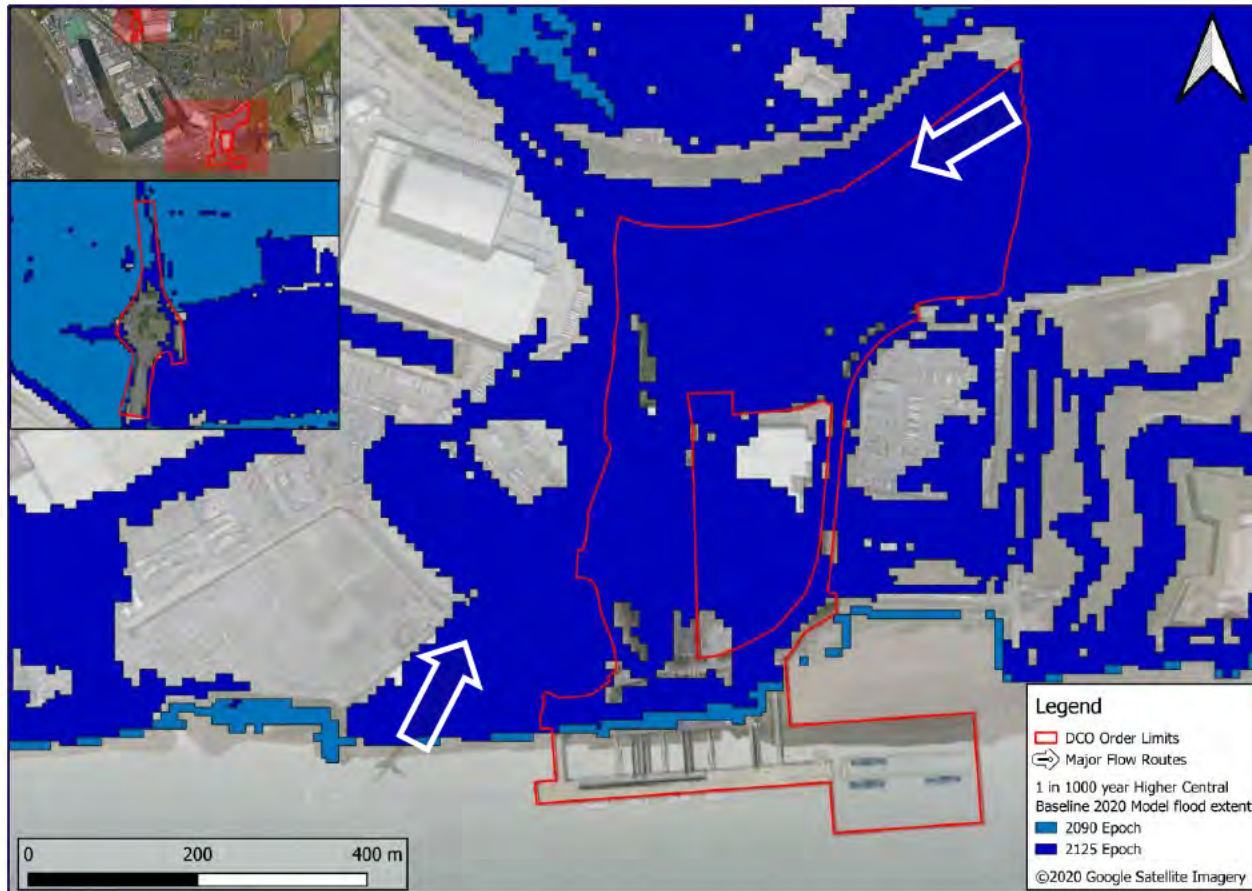 Legend
DCO Order Limits
Major Flow Routes
1 in 1000 year Higher Central
Baseline 2020 Model flood extent
2090 Epoch
2125 Epoch
©2020 Google Satellite Imagery
0 200 400 m